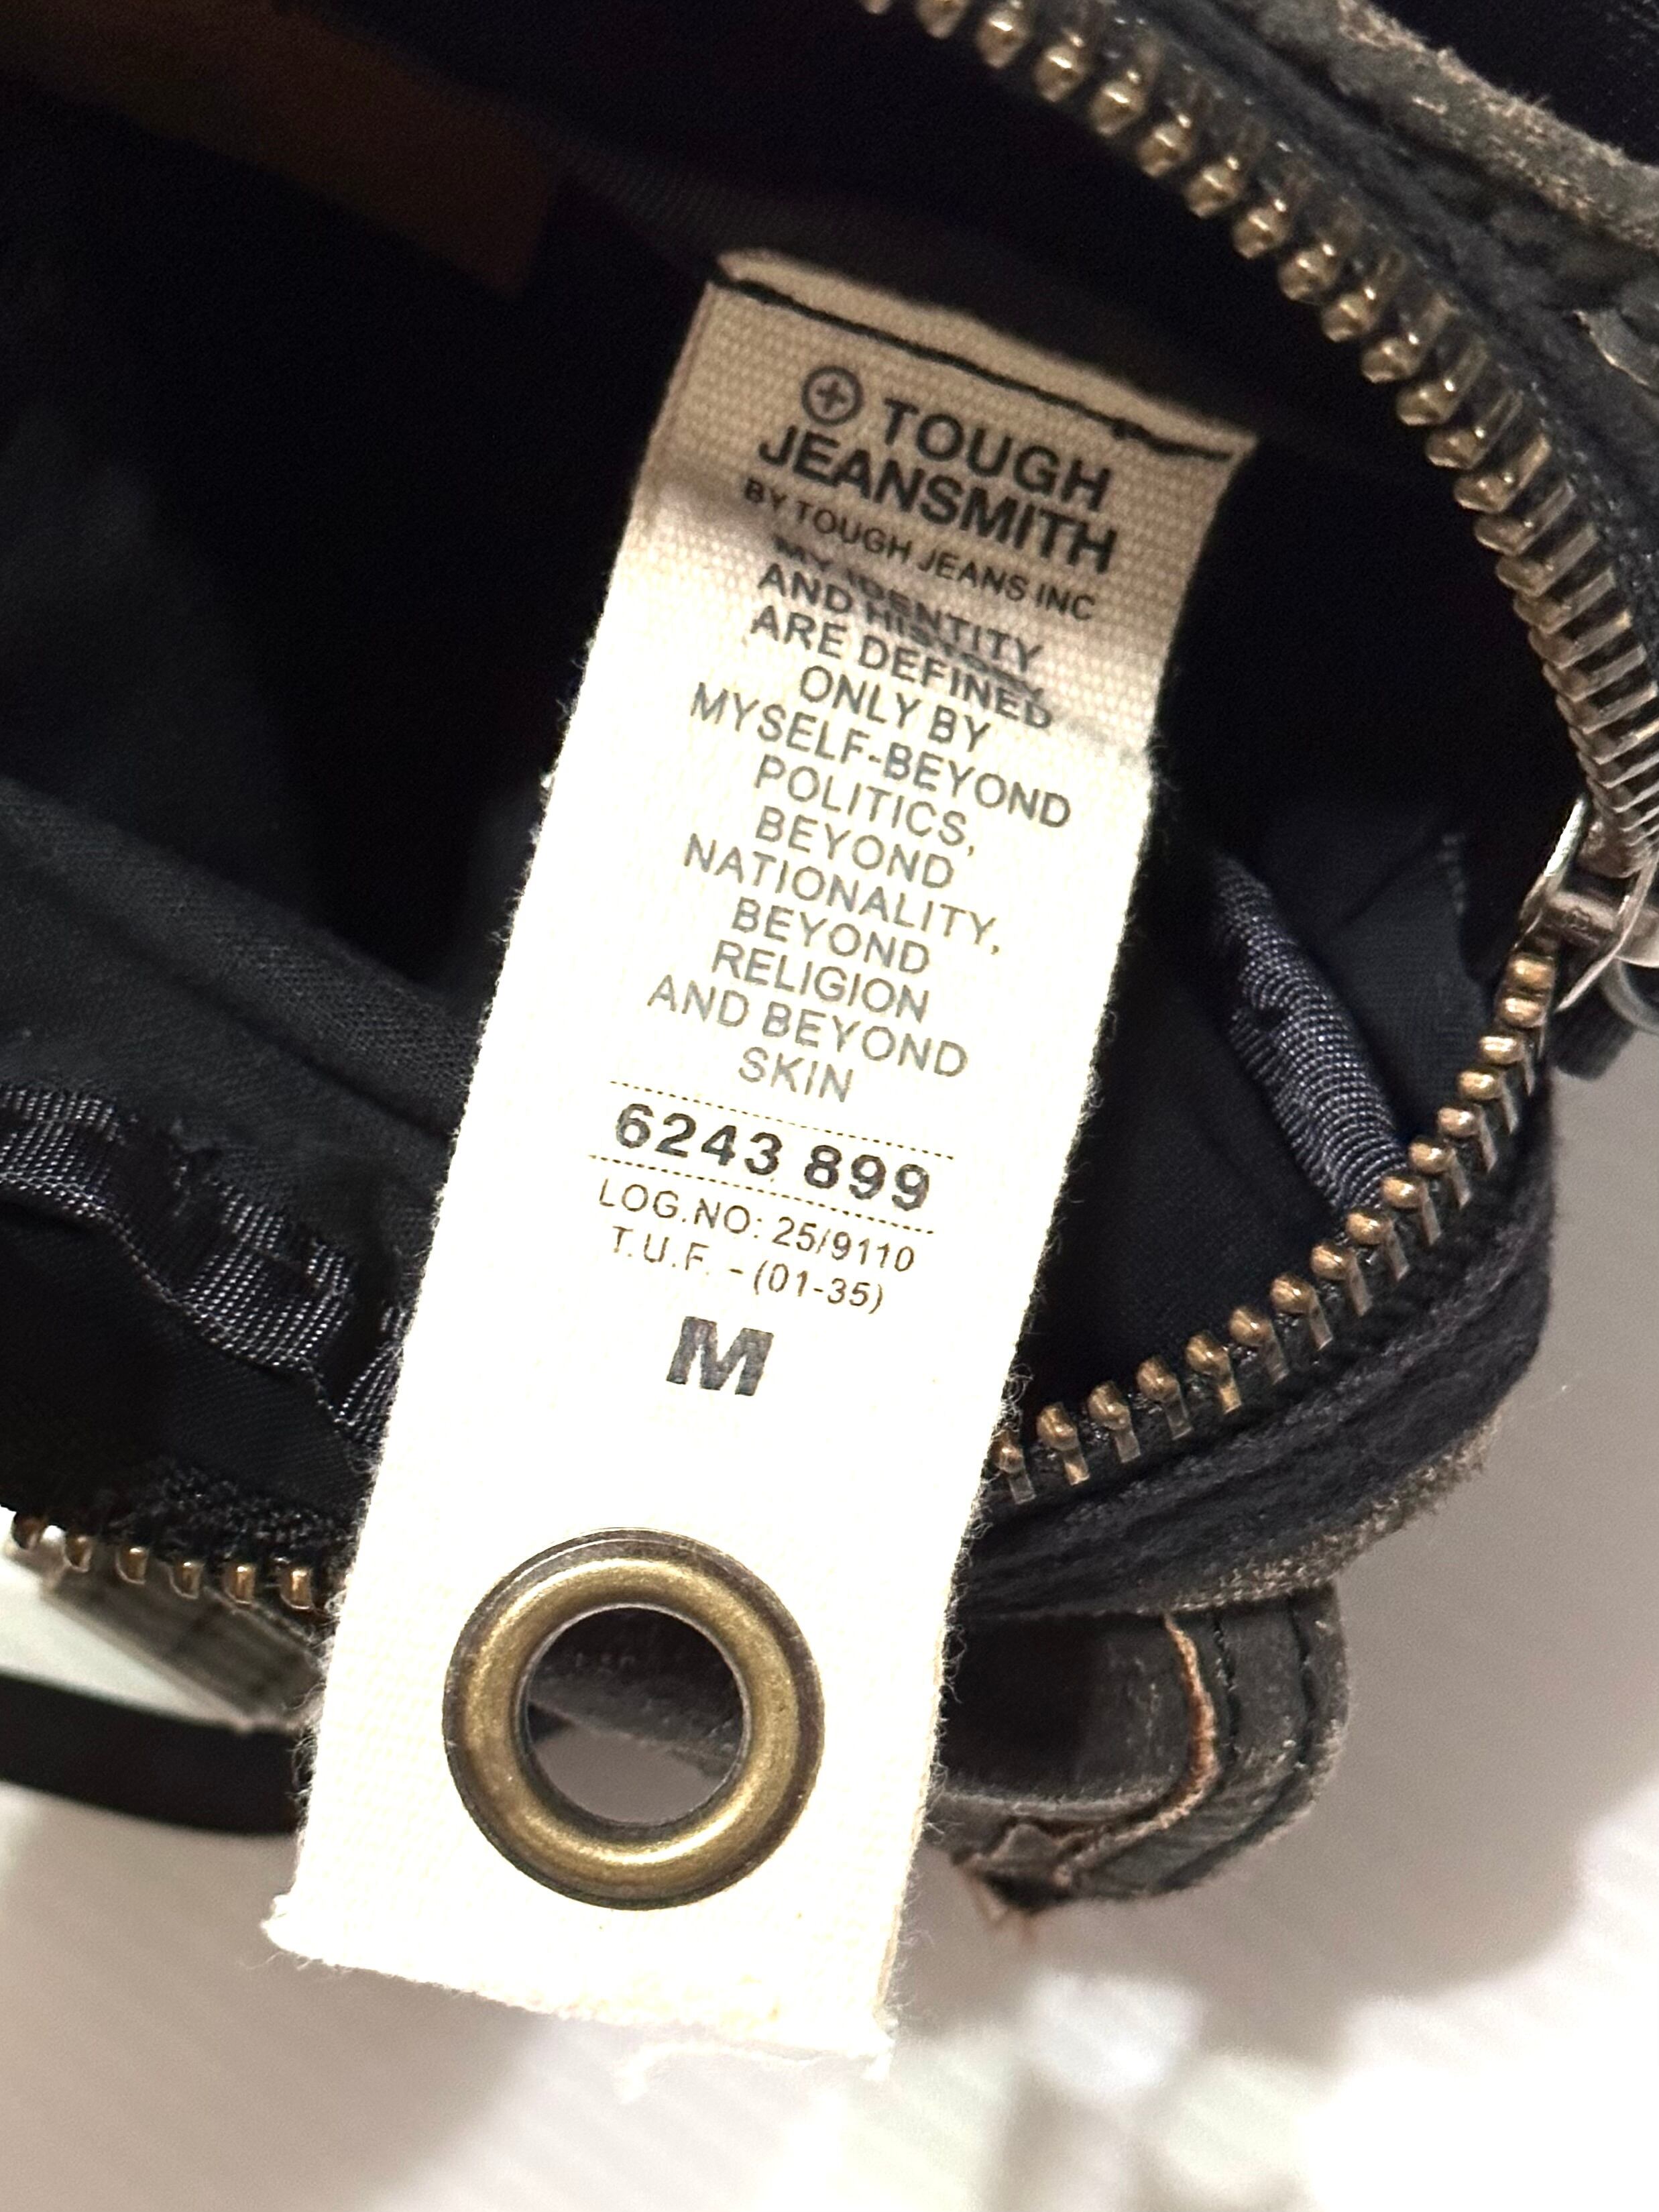 TOUGH
JEANSMITH
BY TOUGH JEANS INC
MY IDENTITY
AND HISTORY
ARE DEFINED
ONLY BY
MYSELF-BEYOND
POLITICS,
BEYOND
NATIONALITY,
BEYOND
RELIGION
AND BEYOND
SKIN
6243 899
LOG.NO: 25/9110
T.U.F. - (01-35)
M